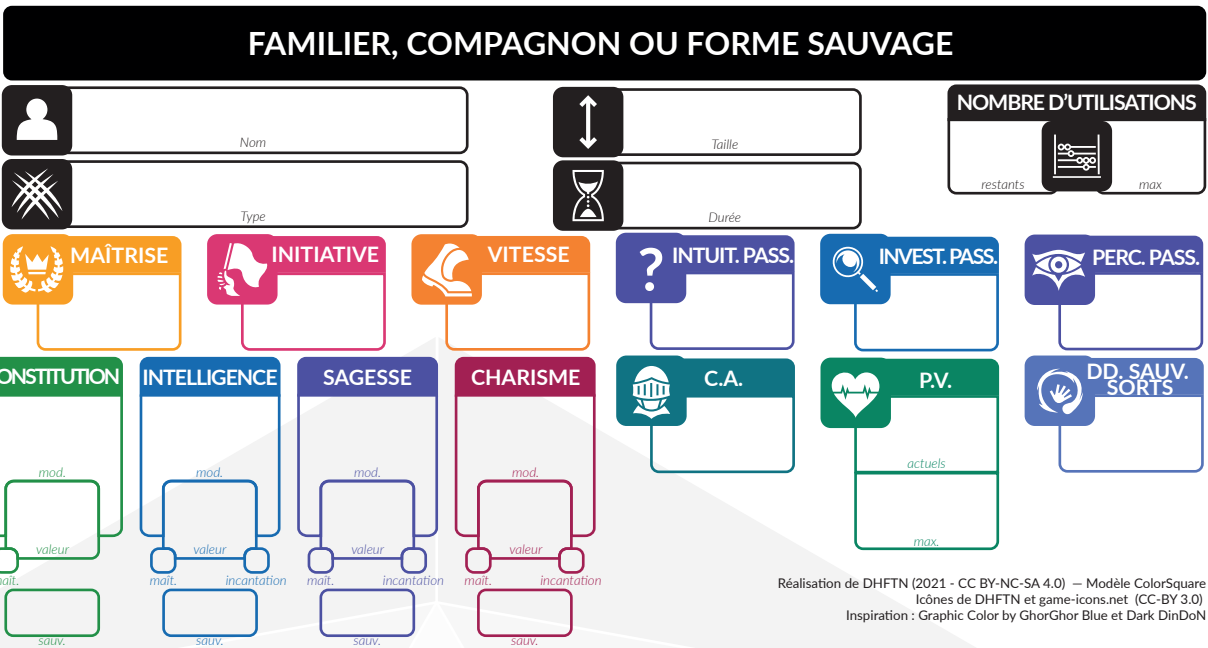 FAMILIER, COMPAGNON OU FORME SAUVAGE
Nom
Taille
NOMBRE D'UTILISATIONS
restants
max
Type
Durée
MAÎTRISE
INITIATIVE
VITESSE
INTUIT. PASS.
INVEST. PASS.
PERC. PASS.
ONSTITUTION
INTELLIGENCE
SAGESSE
CHARISME
C.A.
P.V.
DD. SAUV.
SORTS
mod.
mod.
mod.
mod.
actuels
valeur
valeur
valeur
valeur
max.
maît.
maît.
incantation
maît.
incantation
maît.
incantation
sauv.
sauv.
sauv.
sauv.
Réalisation de DHFTN (2021 - CC BY-NC-SA 4.0) — Modèle ColorSquare
Icônes de DHFTN et game-icons.net (CC-BY 3.0)
Inspiration : Graphic Color by GhorGhor Blue et Dark DinDoN